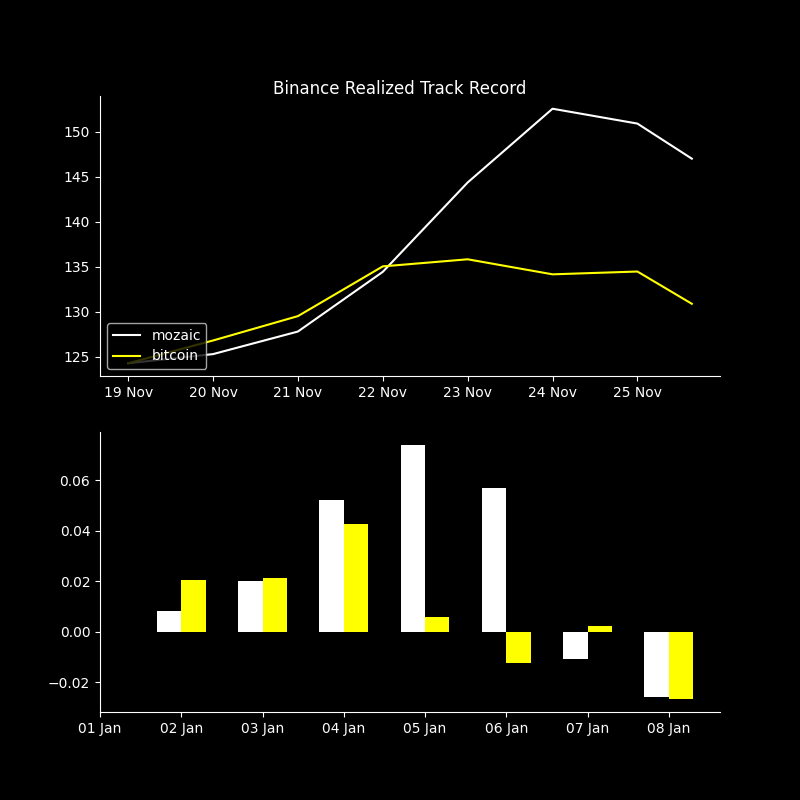 Binance Realized Track Record
150
145
140
135
130
125
mozaic
bitcoin
19 Nov 20 Nov 21 Nov 22 Nov 23 Nov 24 Nov 25 Nov
0.06
0.04
0.02
0.00
−0.02
01 Jan 02 Jan 03 Jan 04 Jan 05 Jan 06 Jan 07 Jan 08 Jan